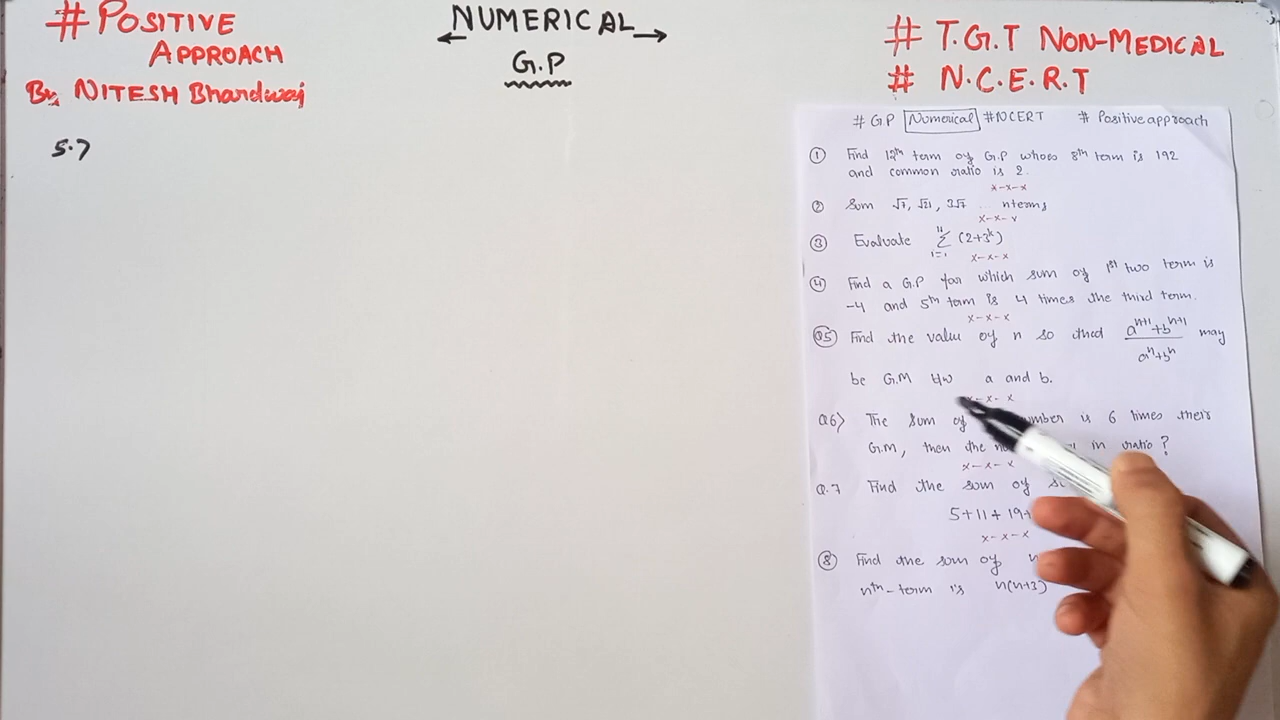 # POSITIVE
APPROACH
By NITESH Bhardwaj
NUMERICAL
G.P
# T.G.T NON-MEDICAL
# N.C.E.R.T
5.7
# GP Numerical #NCERT # Positive approach
① Find 12th term of G.P whose 8th term is 192
and common ratio is 2.
x-x-x
② Sum √7, √21, 3√7 ... n terms
x-x-x
③ Evaluate Σ (2+3^k)
x-x-x
④ Find a G.P for which sum of 1st two term is
-4 and 5th term is 4 times the third term.
x-x-x
Q5 Find the value of n so that (a^(n+1)+b^(n+1))/(a^n+b^n) may
be G.M b/w a and b.
x-x-x
Q6) The sum of number is 6 times their
G.M, then the in ratio?
x-x-x
Q.7 Find the sum of
5+11+19+
x-x-x
⑧ Find the sum of
nth-term is n(n+3)